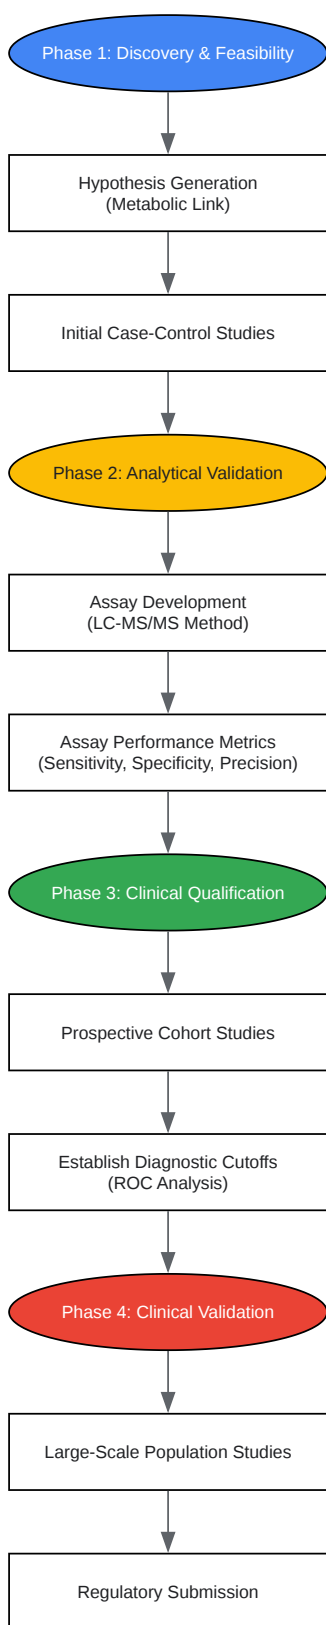 Phase 1: Discovery & Feasibility
Hypothesis Generation
(Metabolic Link)
Initial Case-Control Studies
Phase 2: Analytical Validation
Assay Development
(LC-MS/MS Method)
Assay Performance Metrics
(Sensitivity, Specificity, Precision)
Phase 3: Clinical Qualification
Prospective Cohort Studies
Establish Diagnostic Cutoffs
(ROC Analysis)
Phase 4: Clinical Validation
Large-Scale Population Studies
Regulatory Submission